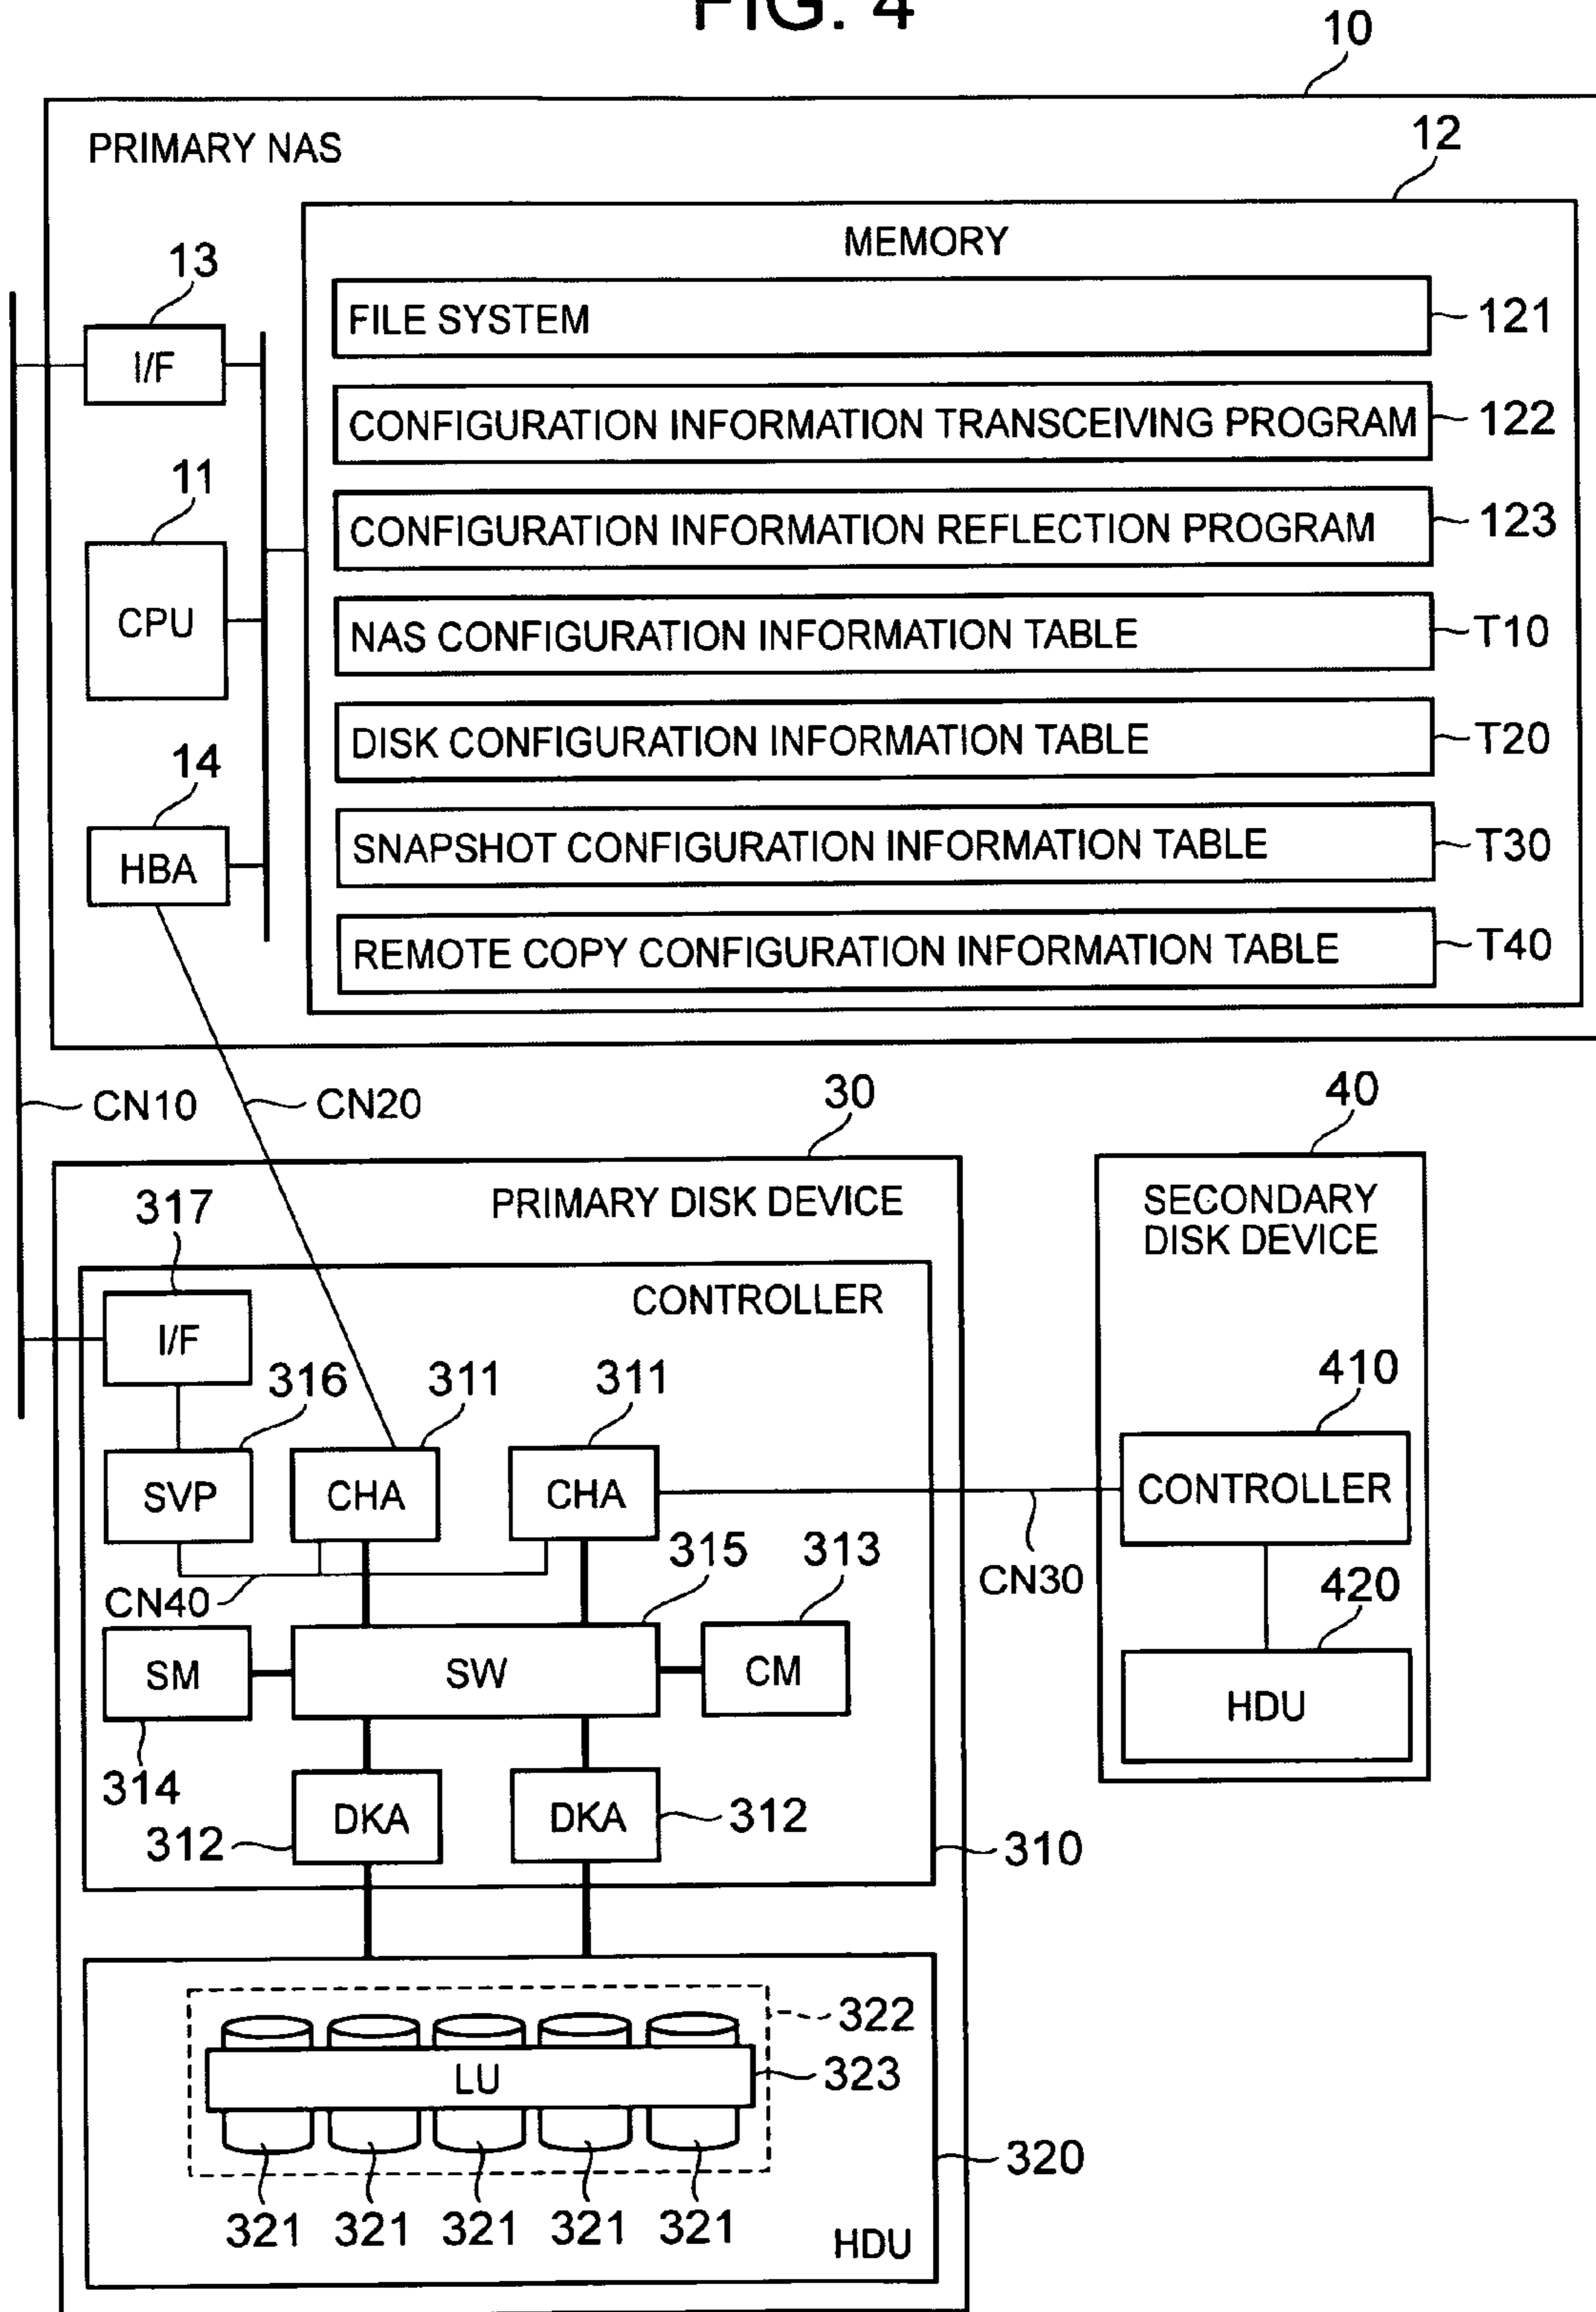 FIG. 4
10
PRIMARY NAS
12
MEMORY
13
I/F
FILE SYSTEM
121
CONFIGURATION INFORMATION TRANSCEIVING PROGRAM
122
11
CPU
CONFIGURATION INFORMATION REFLECTION PROGRAM
123
NAS CONFIGURATION INFORMATION TABLE
T10
DISK CONFIGURATION INFORMATION TABLE
T20
14
HBA
SNAPSHOT CONFIGURATION INFORMATION TABLE
T30
REMOTE COPY CONFIGURATION INFORMATION TABLE
T40
CN10
CN20
30
40
PRIMARY DISK DEVICE
SECONDARY
DISK DEVICE
317
I/F
CONTROLLER
316
311
311
410
SVP
CHA
CHA
CONTROLLER
CN40
315
313
CN30
420
SM
SW
CM
HDU
314
312
DKA
DKA
312
310
322
LU
323
321
321
321
321
321
320
HDU